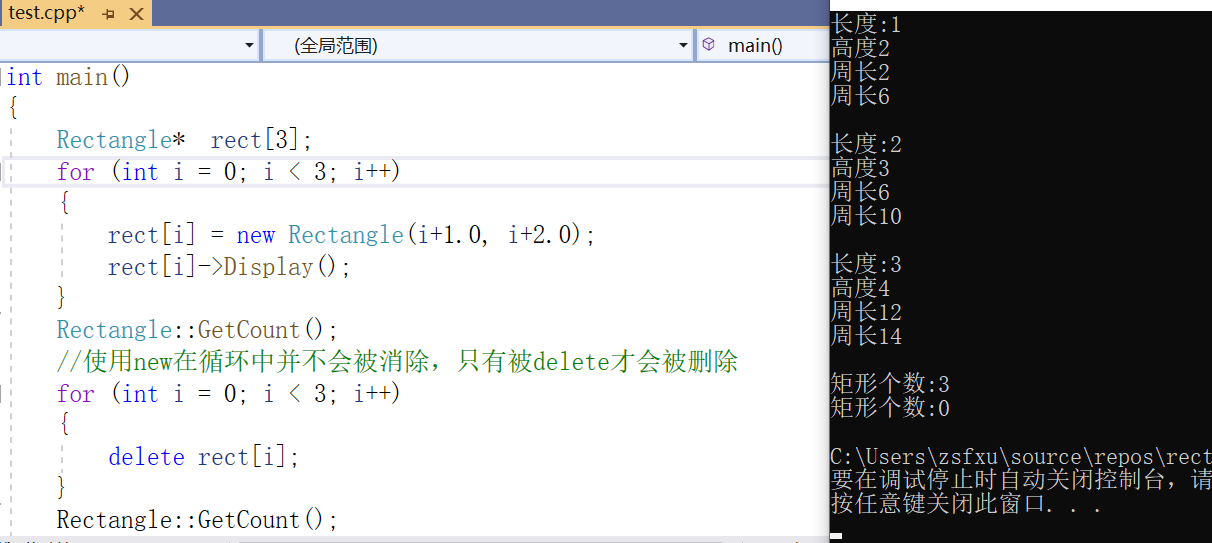 test.cpp*
(全局范围)
main()
int main()
{
    Rectangle*  rect[3];
    for (int i = 0; i < 3; i++)
    {
        rect[i] = new Rectangle(i+1.0, i+2.0);
        rect[i]->Display();
    }
    Rectangle::GetCount();
    //使用new在循环中并不会被消除，只有被delete才会被删除
    for (int i = 0; i < 3; i++)
    {
        delete rect[i];
    }
    Rectangle::GetCount();
长度:1
高度2
周长2
周长6
长度:2
高度3
周长6
周长10
长度:3
高度4
周长12
周长14
矩形个数:3
矩形个数:0
C:\Users\zsfxu\source\repos\rect
要在调试停止时自动关闭控制台，请
按任意键关闭此窗口. . .